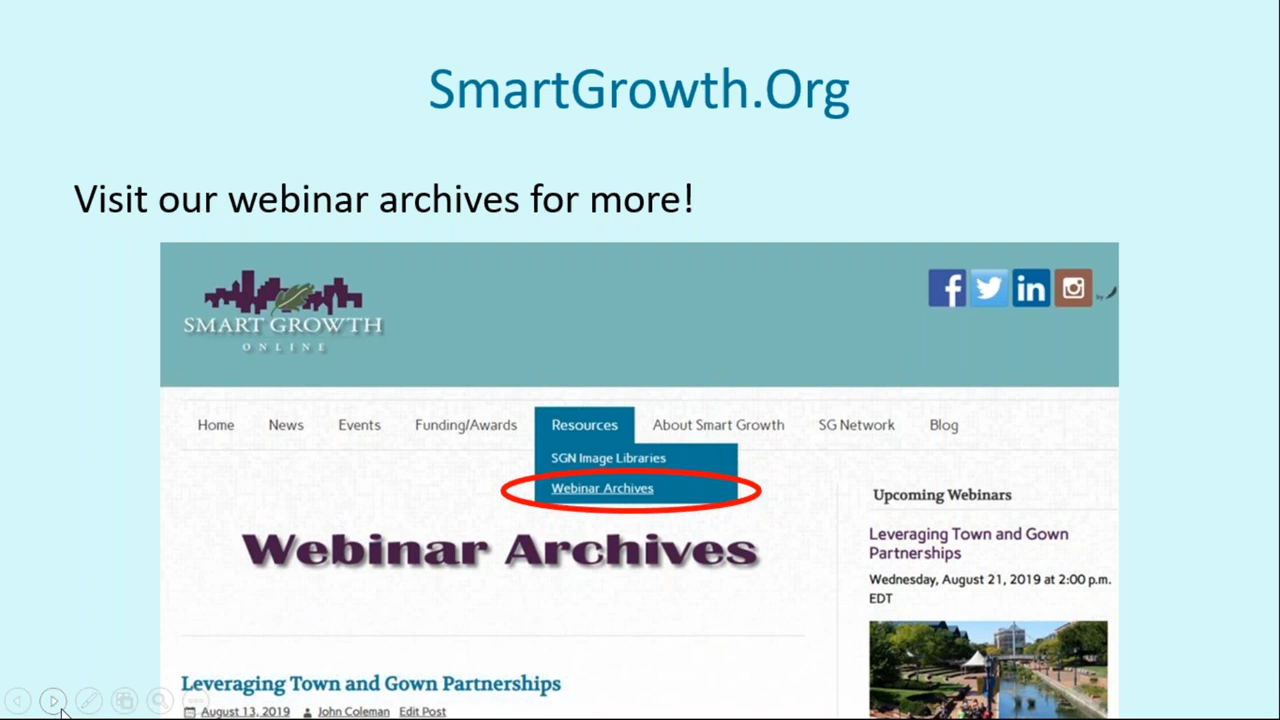 SmartGrowth.Org
Visit our webinar archives for more!
SMART GROWTH
ONLINE
by
Home News Events Funding/Awards Resources About Smart Growth SG Network Blog
SGN Image Libraries
Webinar Archives
Webinar Archives
Leveraging Town and Gown Partnerships
August 13, 2019 John Coleman Edit Post
Upcoming Webinars
Leveraging Town and Gown
Partnerships
Wednesday, August 21, 2019 at 2:00 p.m.
EDT